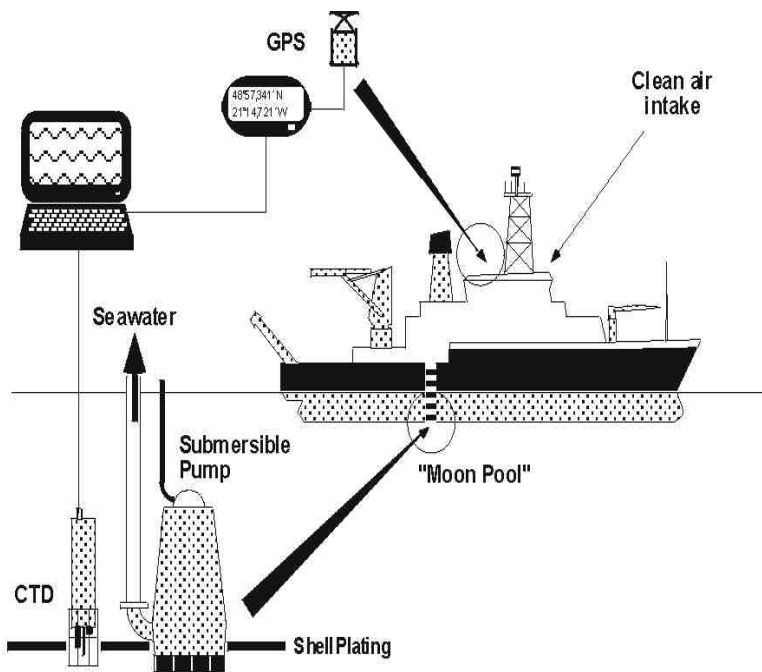 GPS
48°57,341´N
21°14,721´W
Clean air
intake
Seawater
Submersible
Pump
"Moon Pool"
CTD
Shell Plating